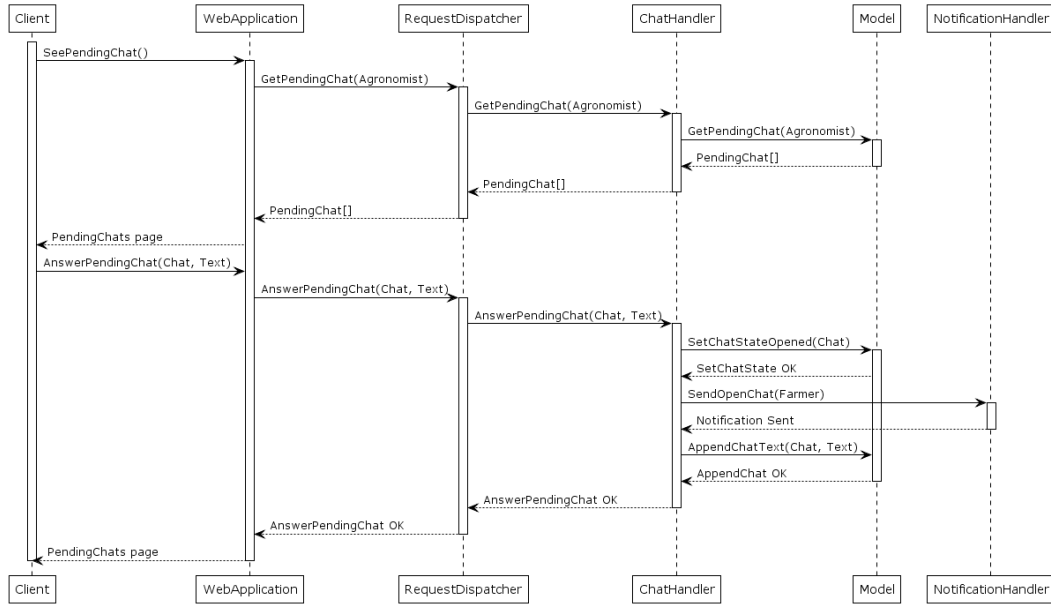 Client
WebApplication
RequestDispatcher
ChatHandler
Model
NotificationHandler
SeePendingChat()
GetPendingChat(Agronomist)
GetPendingChat(Agronomist)
GetPendingChat(Agronomist)
PendingChat[]
PendingChat[]
PendingChat[]
PendingChats page
AnswerPendingChat(Chat, Text)
AnswerPendingChat(Chat, Text)
AnswerPendingChat(Chat, Text)
SetChatStateOpened(Chat)
SetChatState OK
SendOpenChat(Farmer)
Notification Sent
AppendChatText(Chat, Text)
AppendChat OK
AnswerPendingChat OK
AnswerPendingChat OK
PendingChats page
Client
WebApplication
RequestDispatcher
ChatHandler
Model
NotificationHandler